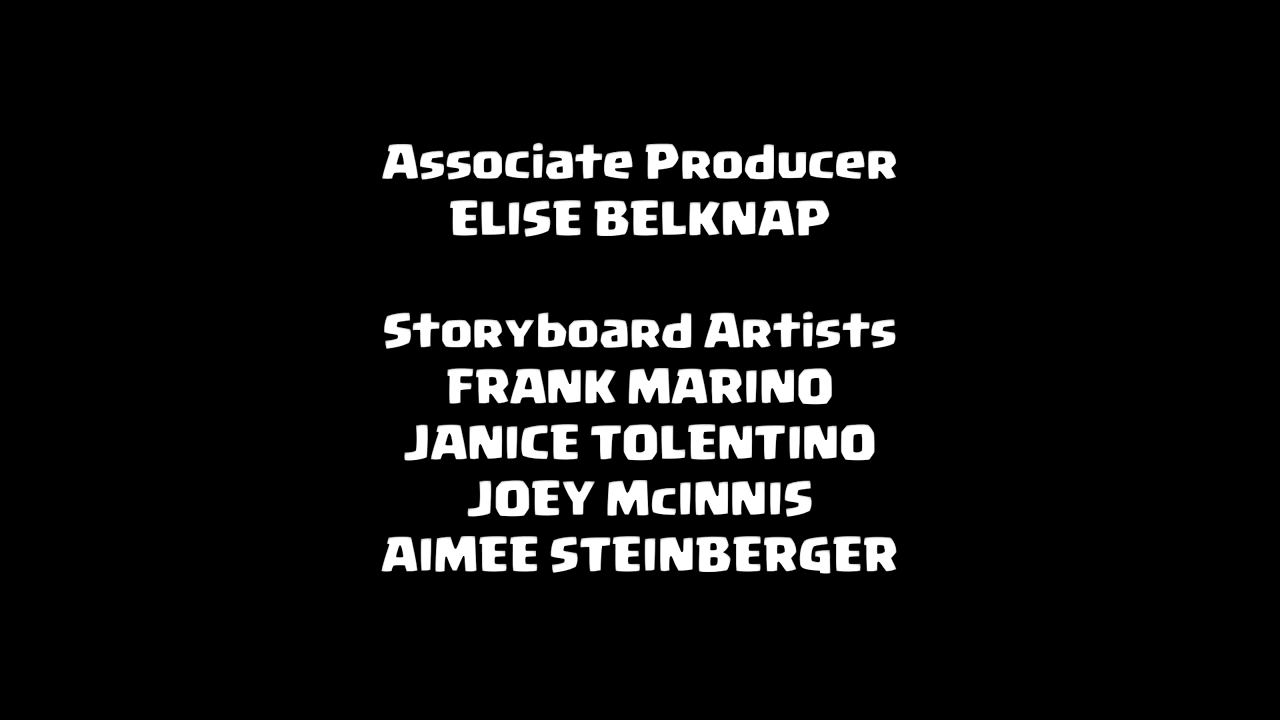 Associate Producer
ELISE BELKNAP
Storyboard Artists
FRANK MARINO
JANICE TOLENTINO
JOEY McINNIS
AIMEE STEINBERGER